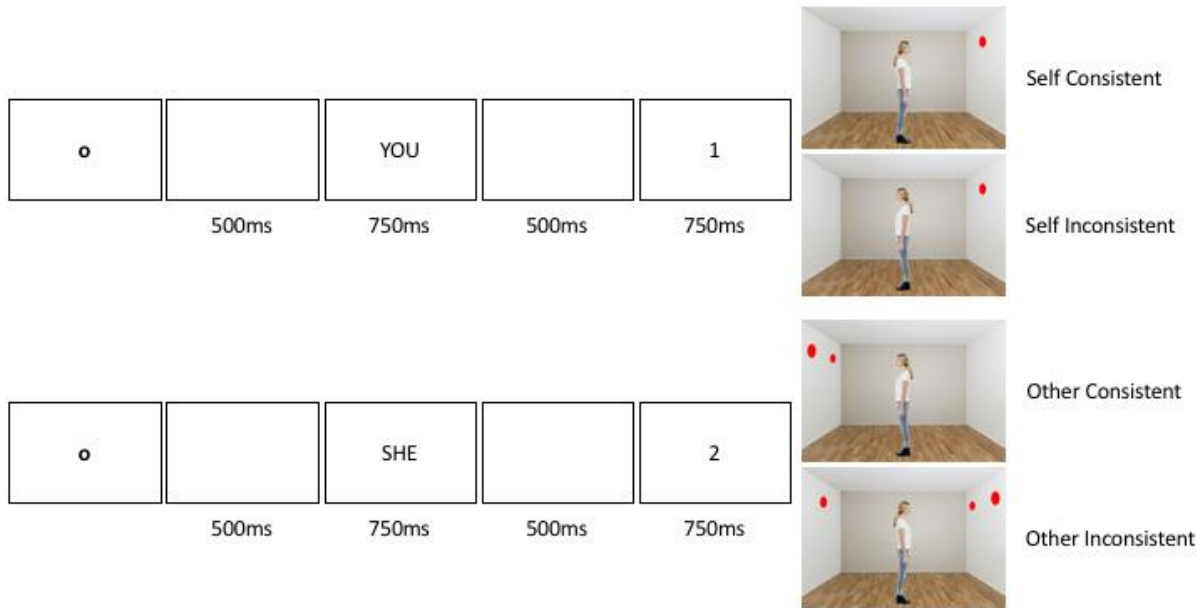 Self Consistent
o YOU 1
500ms 750ms 500ms 750ms
Self Inconsistent
Other Consistent
o SHE 2
500ms 750ms 500ms 750ms
Other Inconsistent